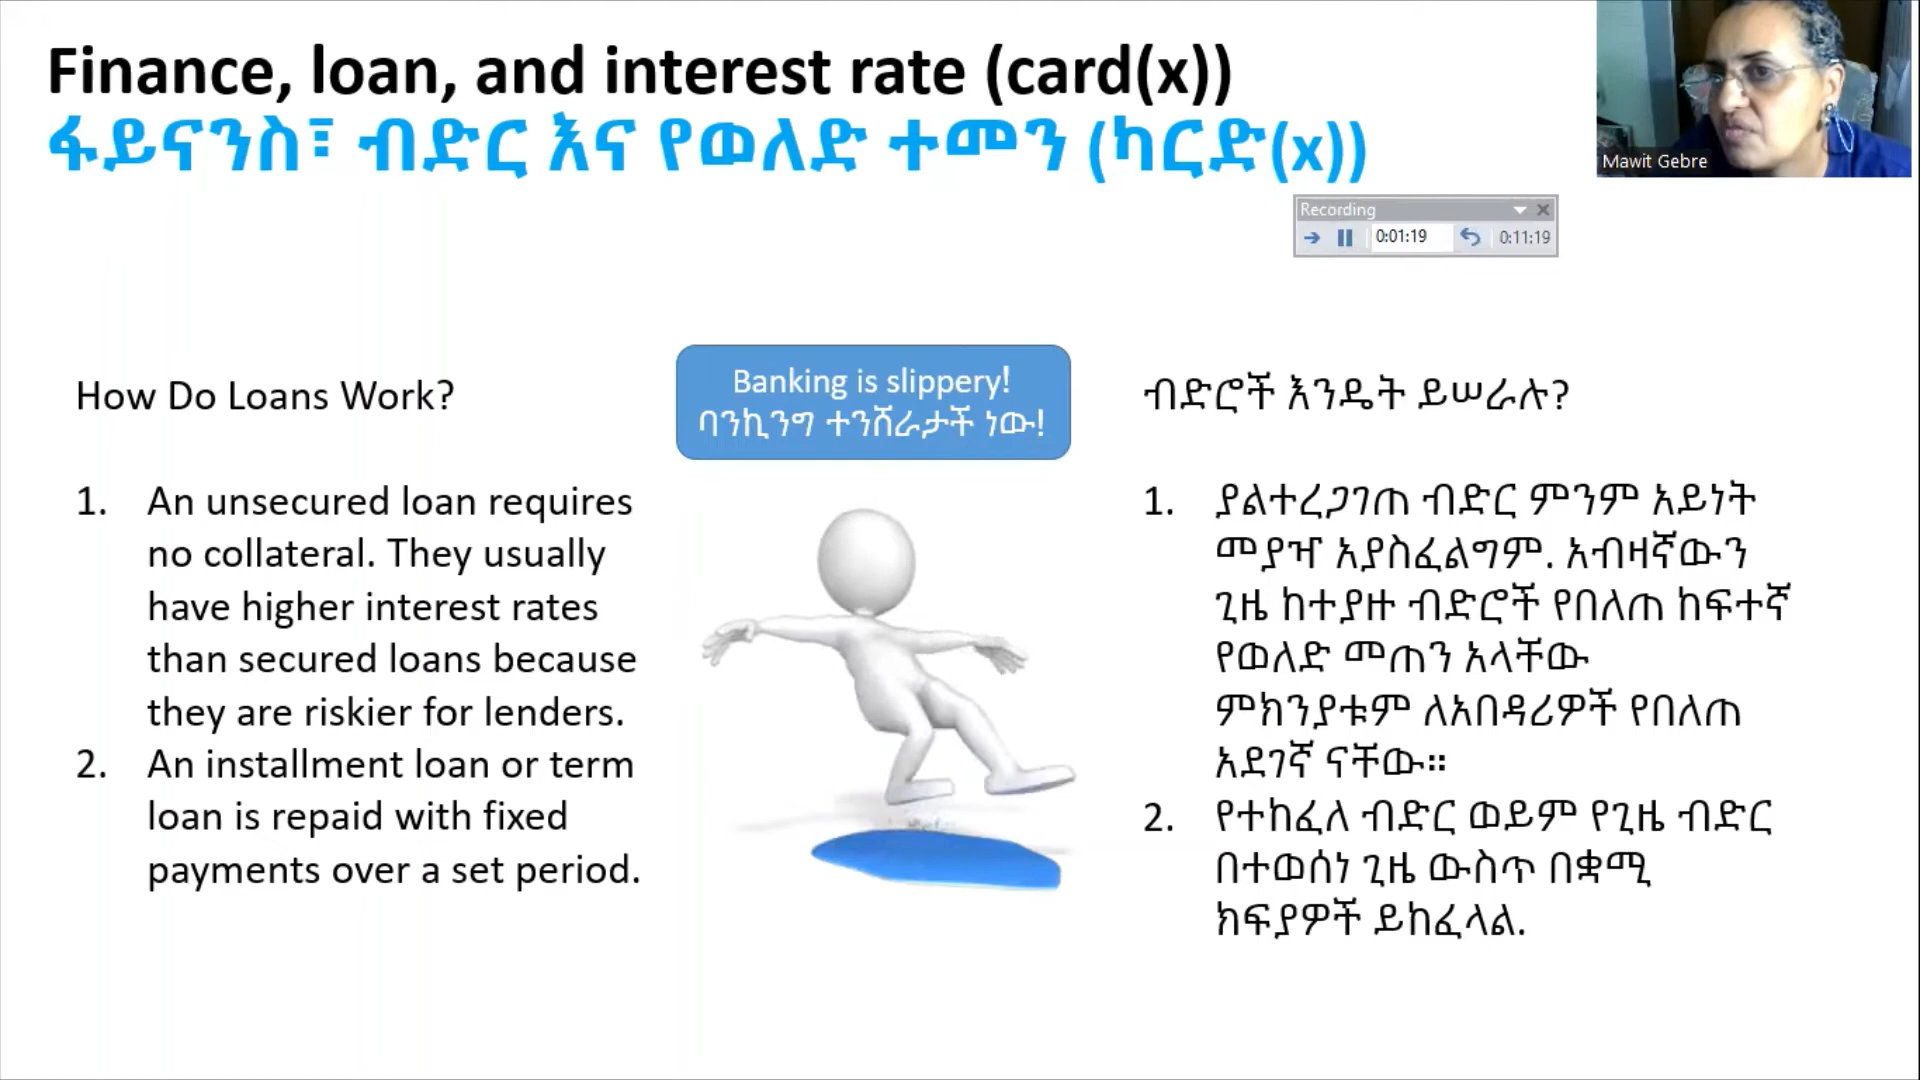 Finance, loan, and interest rate (card(x))
ፋይናንስ፣ ብድር እና የወለድ ተመን (ካርድ(x))
Mawit Gebre
Recording
0:01:19
0:11:19
How Do Loans Work?
1. An unsecured loan requires
no collateral. They usually
have higher interest rates
than secured loans because
they are riskier for lenders.
2. An installment loan or term
loan is repaid with fixed
payments over a set period.
Banking is slippery!
ባንኪንግ ተንሸራታች ነው!
ብድሮች እንዴት ይሠራሉ?
1. ያልተረጋገጠ ብድር ምንም አይነት
መያዣ አያስፈልግም. አብዛኛውን
ጊዜ ከተያዙ ብድሮች የበለጠ ከፍተኛ
የወለድ መጠን አላቸው
ምክንያቱም ለአበዳሪዎች የበለጠ
አደገኛ ናቸው።
2. የተከፈለ ብድር ወይም የጊዜ ብድር
በተወሰነ ጊዜ ውስጥ በቋሚ
ክፍያዎች ይከፈላል.